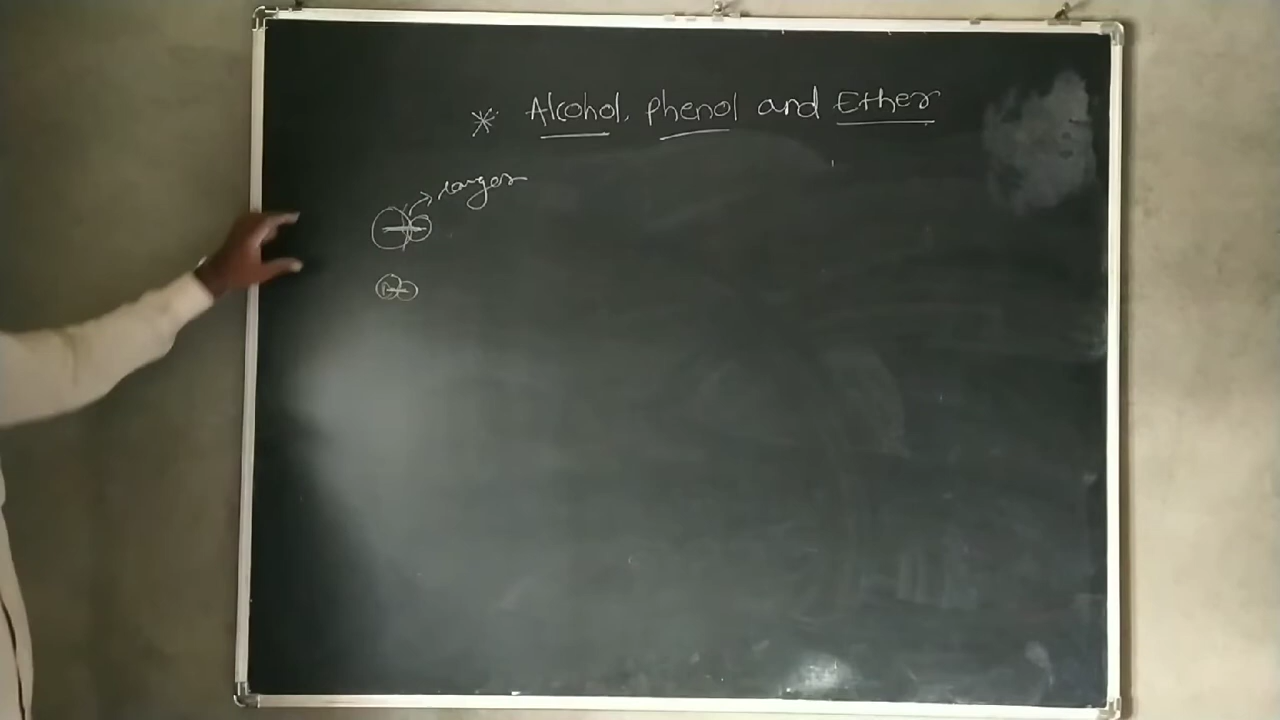 * Alcohol, phenol and Ether
larger